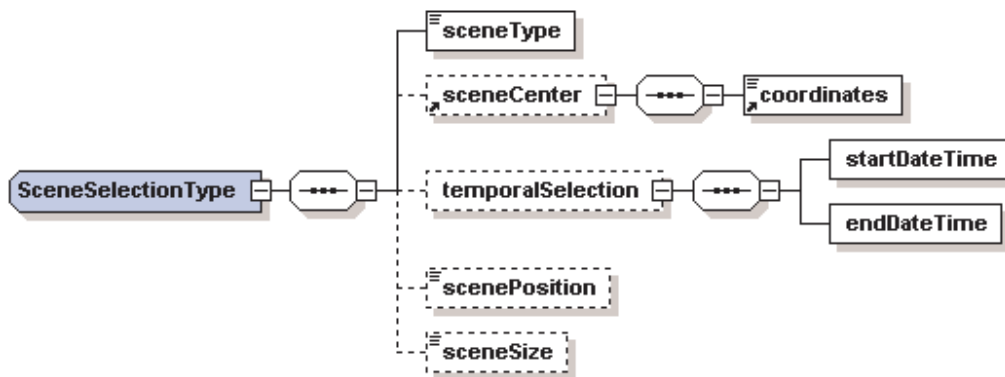 sceneType
sceneCenter
coordinates
SceneSelectionType
temporalSelection
startDateTime
endDateTime
scenePosition
sceneSize